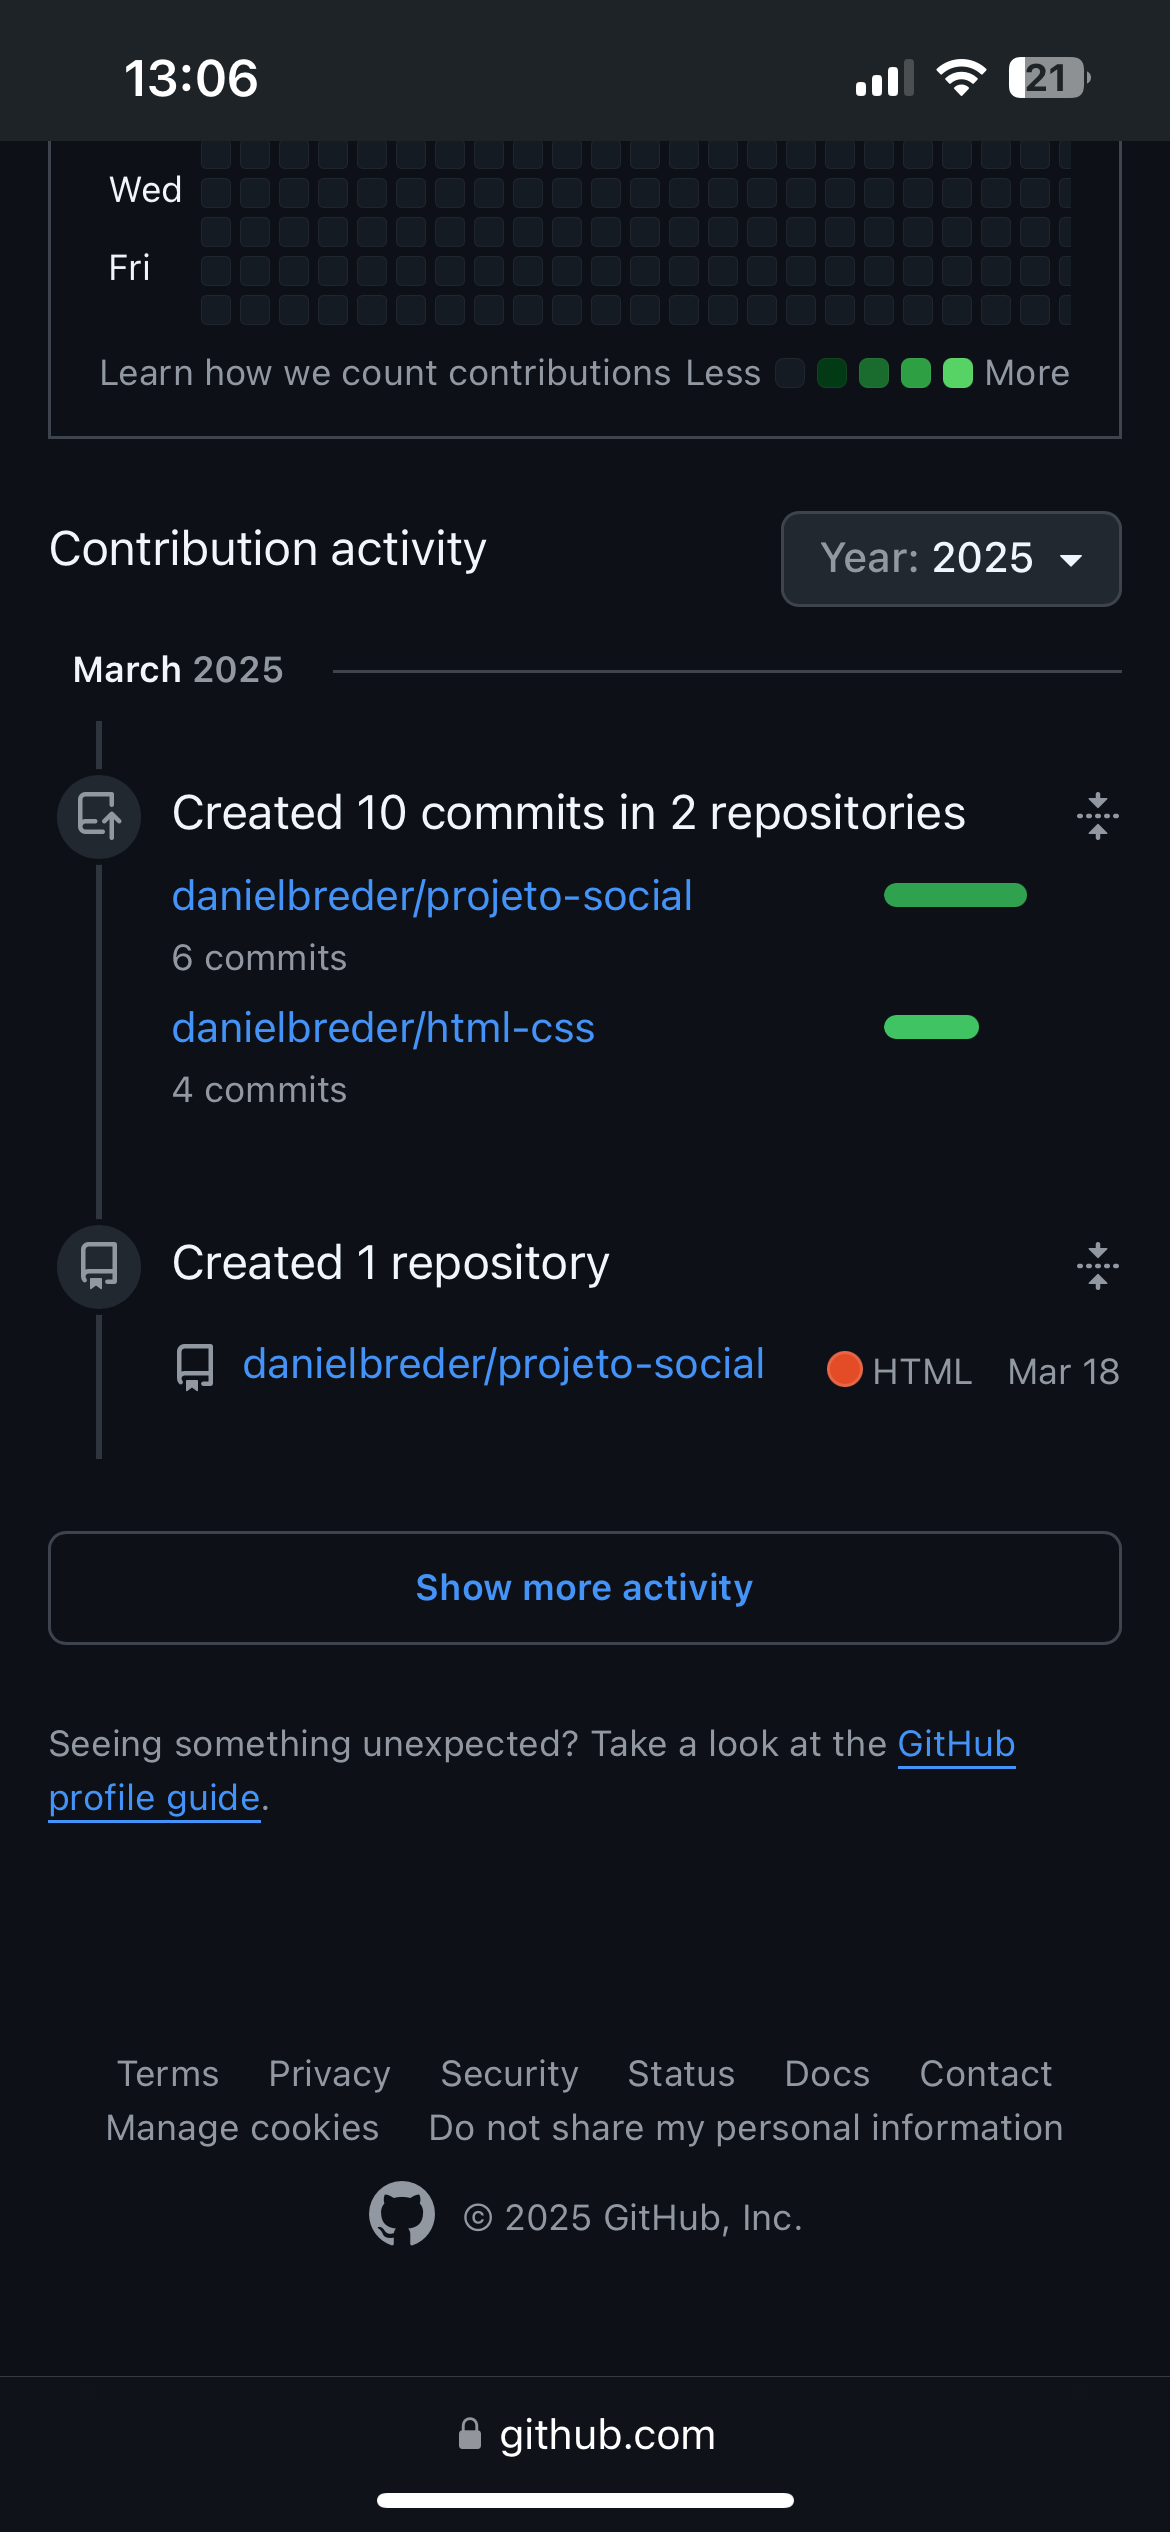 13:06
21
Wed
Fri
Learn how we count contributions Less More
Contribution activity
Year: 2025
March 2025
Created 10 commits in 2 repositories
danielbreder/projeto-social
6 commits
danielbreder/html-css
4 commits
Created 1 repository
danielbreder/projeto-social HTML Mar 18
Show more activity
Seeing something unexpected? Take a look at the GitHub
profile guide.
Terms Privacy Security Status Docs Contact
Manage cookies Do not share my personal information
© 2025 GitHub, Inc.
github.com